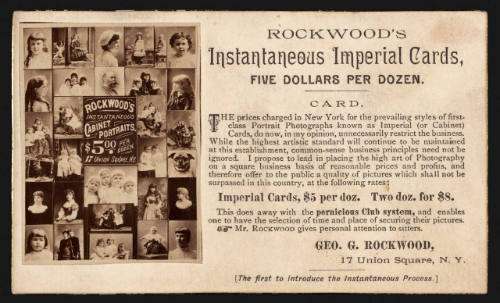 ROCKWOOD'S
INSTANTANEOUS
CABINET
PORTRAITS,
$5.00 PER DOZEN.
17 UNION SQUARE, N.Y.
ROCKWOOD'S
Instantaneous Imperial Cards,
FIVE DOLLARS PER DOZEN.
CARD.
THE prices charged in New York for the prevailing styles of first-
class Portrait Photographs known as Imperial (or Cabinet)
Cards, do now, in my opinion, unnecessarily restrict the business.
While the highest artistic standard will continue to be maintained
at this establishment, common-sense business principles need not be
ignored. I propose to lead in placing the high art of Photography
on a square business basis of reasonable prices and profits, and
therefore offer to the public a quality of pictures which shall not be
surpassed in this country, at the following rates:
Imperial Cards, $5 per doz. Two doz. for $8.
This does away with the pernicious Club system, and enables
one to have the selection of time and place of securing their pictures.
☞ Mr. ROCKWOOD gives personal attention to sitters.
GEO. G. ROCKWOOD,
17 Union Square, N. Y.
[The first to introduce the Instantaneous Process.]